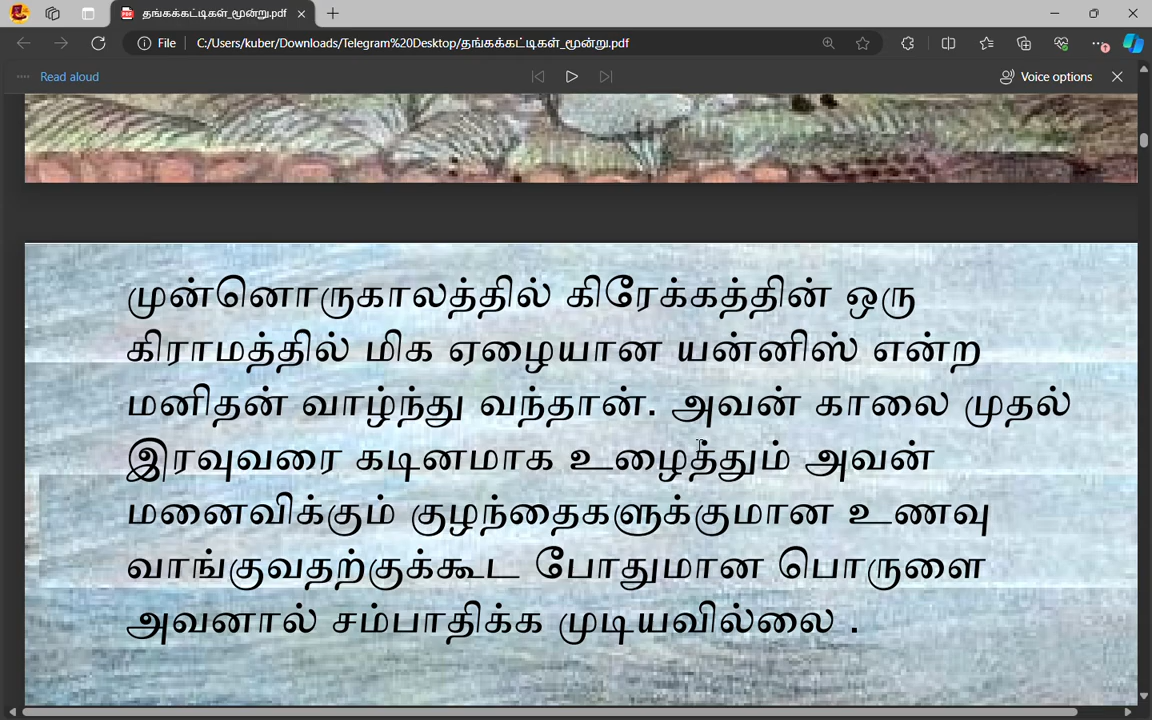 தங்கக்கட்டிகள்_மூன்று.pdf
File C:/Users/kuber/Downloads/Telegram%20Desktop/தங்கக்கட்டிகள்_மூன்று.pdf
Read aloud Voice options
முன்னொருகாலத்தில் கிரேக்கத்தின் ஒரு
கிராமத்தில் மிக ஏழையான யன்னிஸ் என்ற
மனிதன் வாழ்ந்து வந்தான். அவன் காலை முதல்
இரவுவரை கடினமாக உழைத்தும் அவன்
மனைவிக்கும் குழந்தைகளுக்குமான உணவு
வாங்குவதற்குக்கூட போதுமான பொருளை
அவனால் சம்பாதிக்க முடியவில்லை .